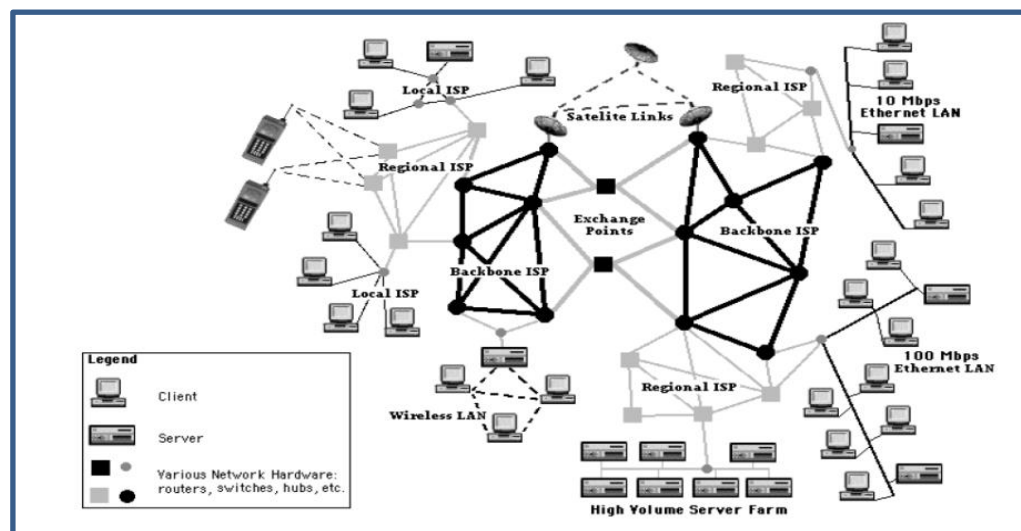 Local ISP
Regional ISP
Satelite Links
Regional ISP
10 Mbps
Ethernet LAN
Exchange
Points
Backbone ISP
Backbone ISP
Local ISP
100 Mbps
Ethernet LAN
Regional ISP
Wireless LAN
High Volume Server Farm
Legend
Client
Server
Various Network Hardware:
routers, switches, hubs, etc.